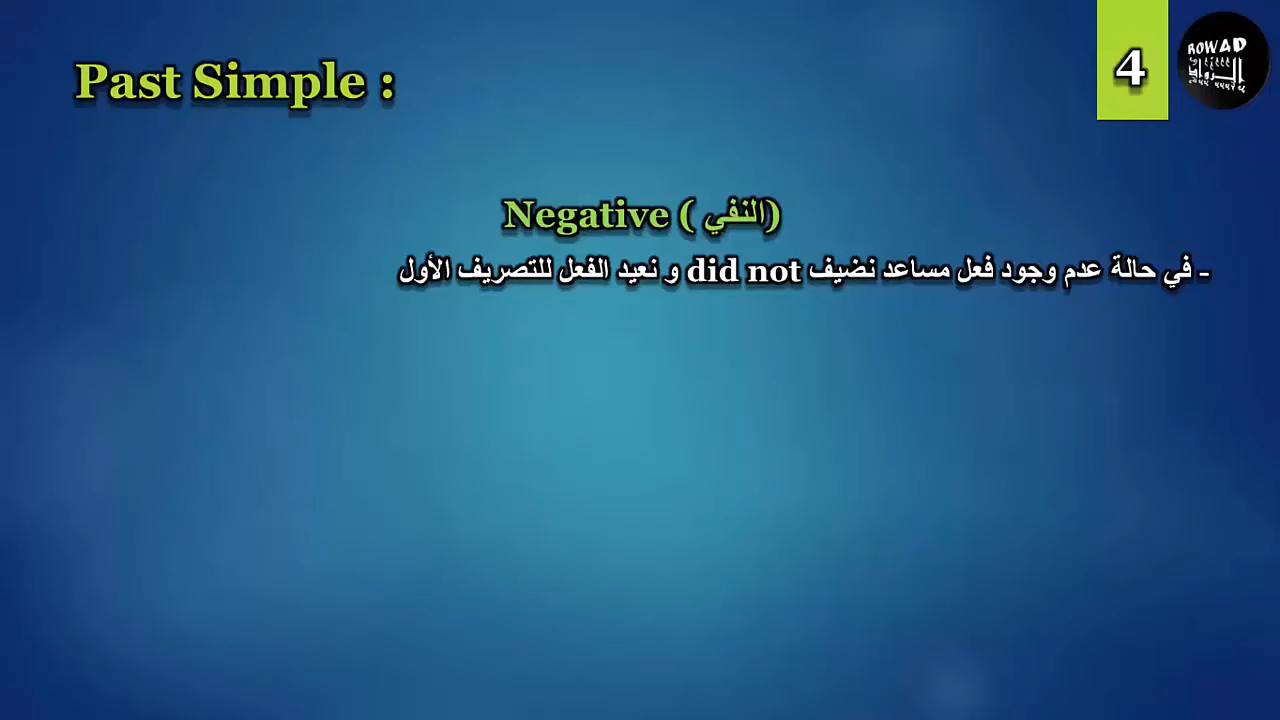 Past Simple :
4
ROWAD
Negative ( النفي)
- في حالة عدم وجود فعل مساعد نضيف did not و نعيد الفعل للتصريف الأول